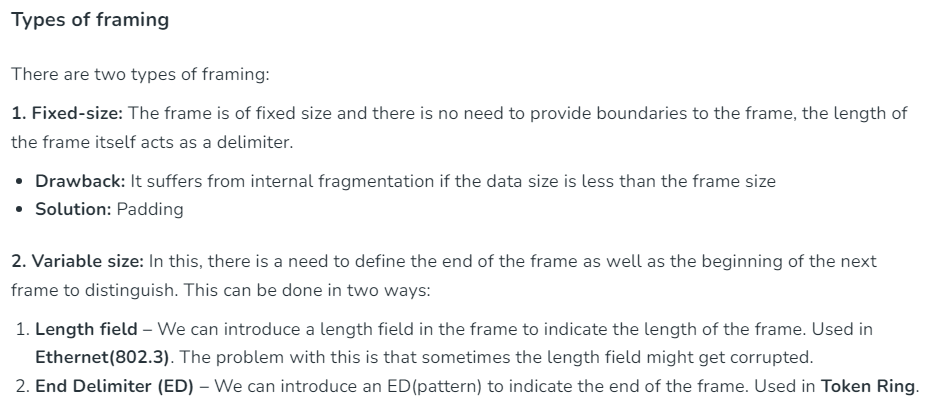 Types of framing
There are two types of framing:
1. Fixed-size: The frame is of fixed size and there is no need to provide boundaries to the frame, the length of
the frame itself acts as a delimiter.
• Drawback: It suffers from internal fragmentation if the data size is less than the frame size
• Solution: Padding
2. Variable size: In this, there is a need to define the end of the frame as well as the beginning of the next
frame to distinguish. This can be done in two ways:
1. Length field – We can introduce a length field in the frame to indicate the length of the frame. Used in
Ethernet(802.3). The problem with this is that sometimes the length field might get corrupted.
2. End Delimiter (ED) – We can introduce an ED(pattern) to indicate the end of the frame. Used in Token Ring.